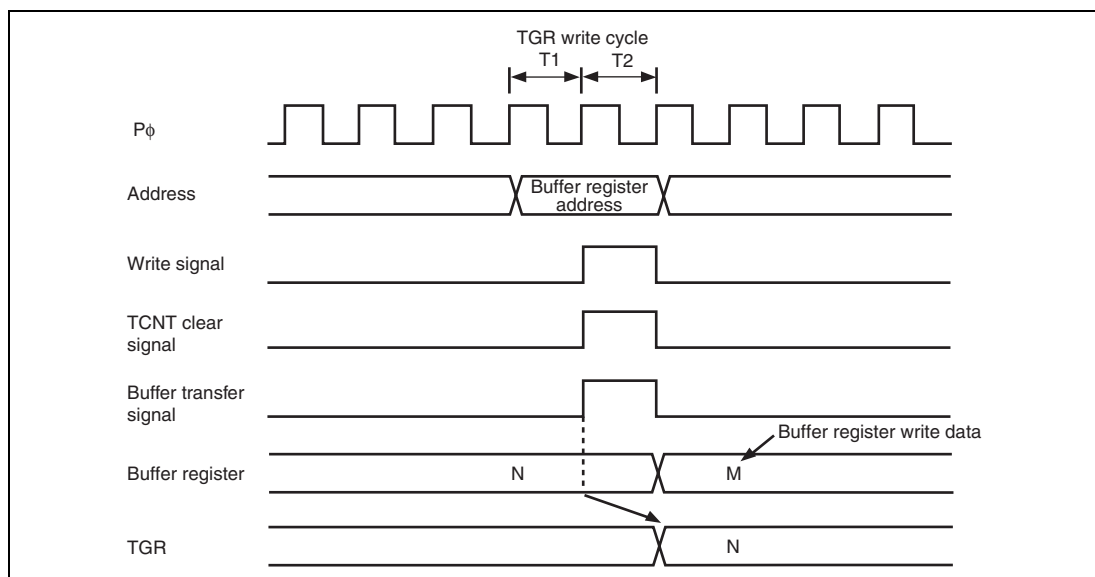 TGR write cycle
T1 T2
Pϕ
Address
Buffer register
address
Write signal
TCNT clear
signal
Buffer transfer
signal
Buffer register write data
Buffer register
N M
TGR
N